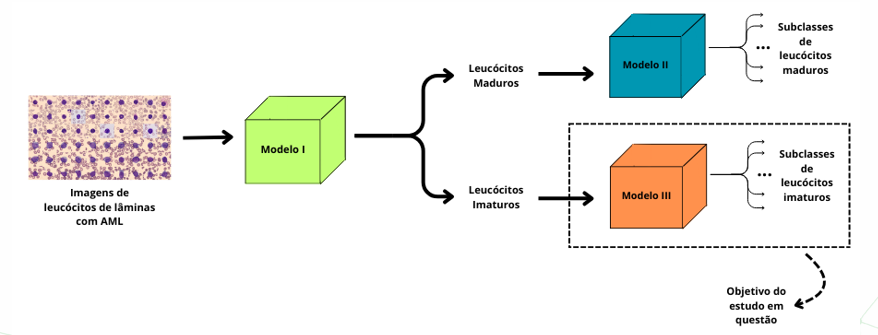 Imagens de
leucócitos de lâminas
com AML
Modelo I
Leucócitos
Maduros
Leucócitos
Imaturos
Modelo II
Subclasses
de
leucócitos
maduros
Modelo III
Subclasses
de
leucócitos
imaturos
Objetivo do
estudo em
questão